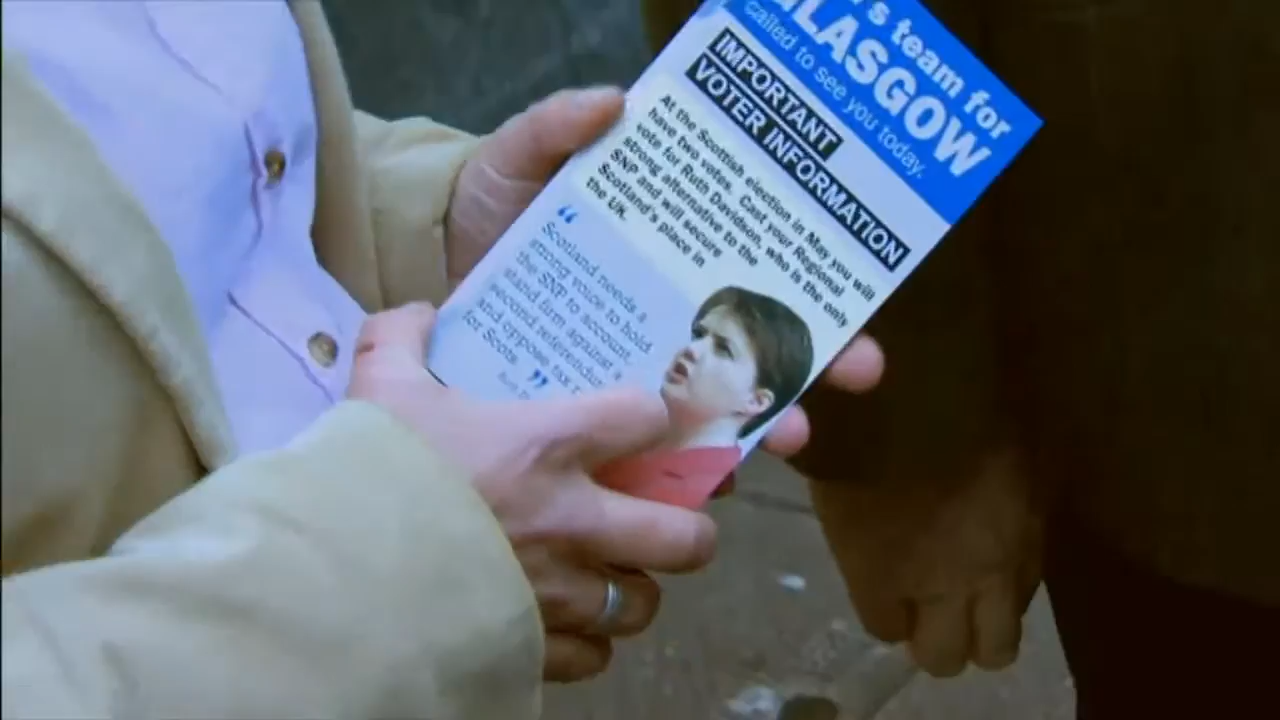 's team for
GLASGOW
called to see you today.
IMPORTANT
VOTER INFORMATION
At the Scottish election in May you will
have two votes. Cast your Regional
vote for Ruth Davidson, who is the only
strong alternative to the
SNP and will secure
Scotland's place in
the UK.
“
Scotland needs a
strong voice to hold
the SNP to account,
stand firm against a
second referendum
and oppose tax
for Scots. ”